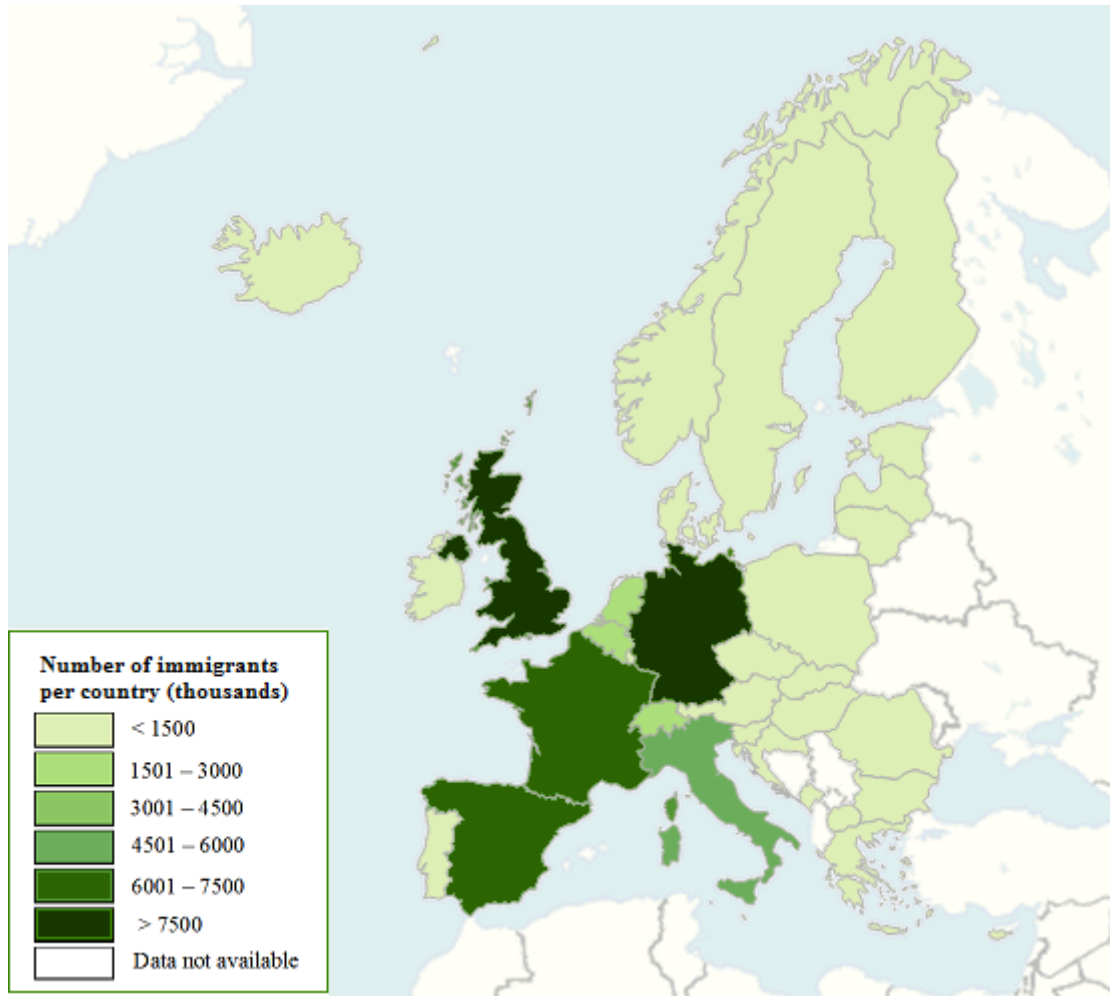 Number of immigrants
per country (thousands)
< 1500
1501 – 3000
3001 – 4500
4501 – 6000
6001 – 7500
> 7500
Data not available